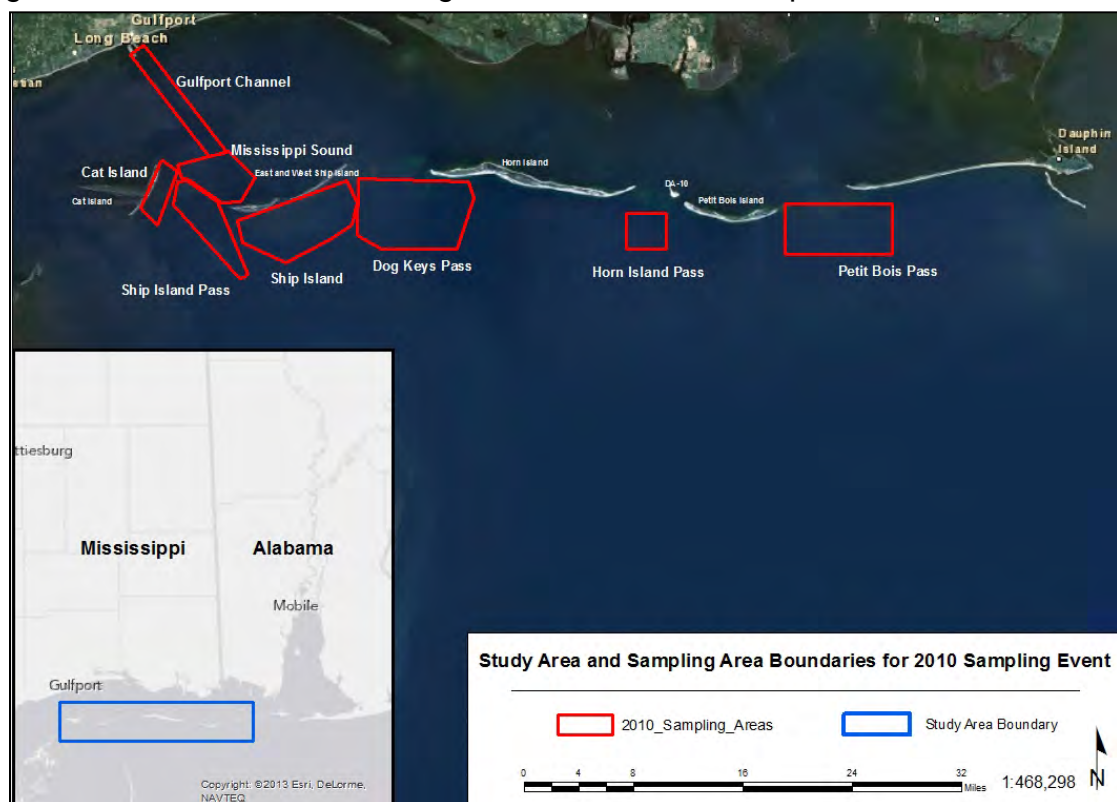 Gulfport
Long Beach
Gulfport Channel
Mississippi Sound
Cat Island
East and West Ship Island
Cat Island
Horn Island
DA-10
Petit Bois Island
Dauphin
Island
Ship Island Pass
Ship Island
Dog Keys Pass
Horn Island Pass
Petit Bois Pass
ttiesburg
Mississippi
Alabama
Mobile
Gulfport
Copyright: ©2013 Esri, DeLorme,
NAVTEQ
Study Area and Sampling Area Boundaries for 2010 Sampling Event
2010_Sampling_Areas
Study Area Boundary
0 4 8 16 24 32
Miles
1:468,298
N